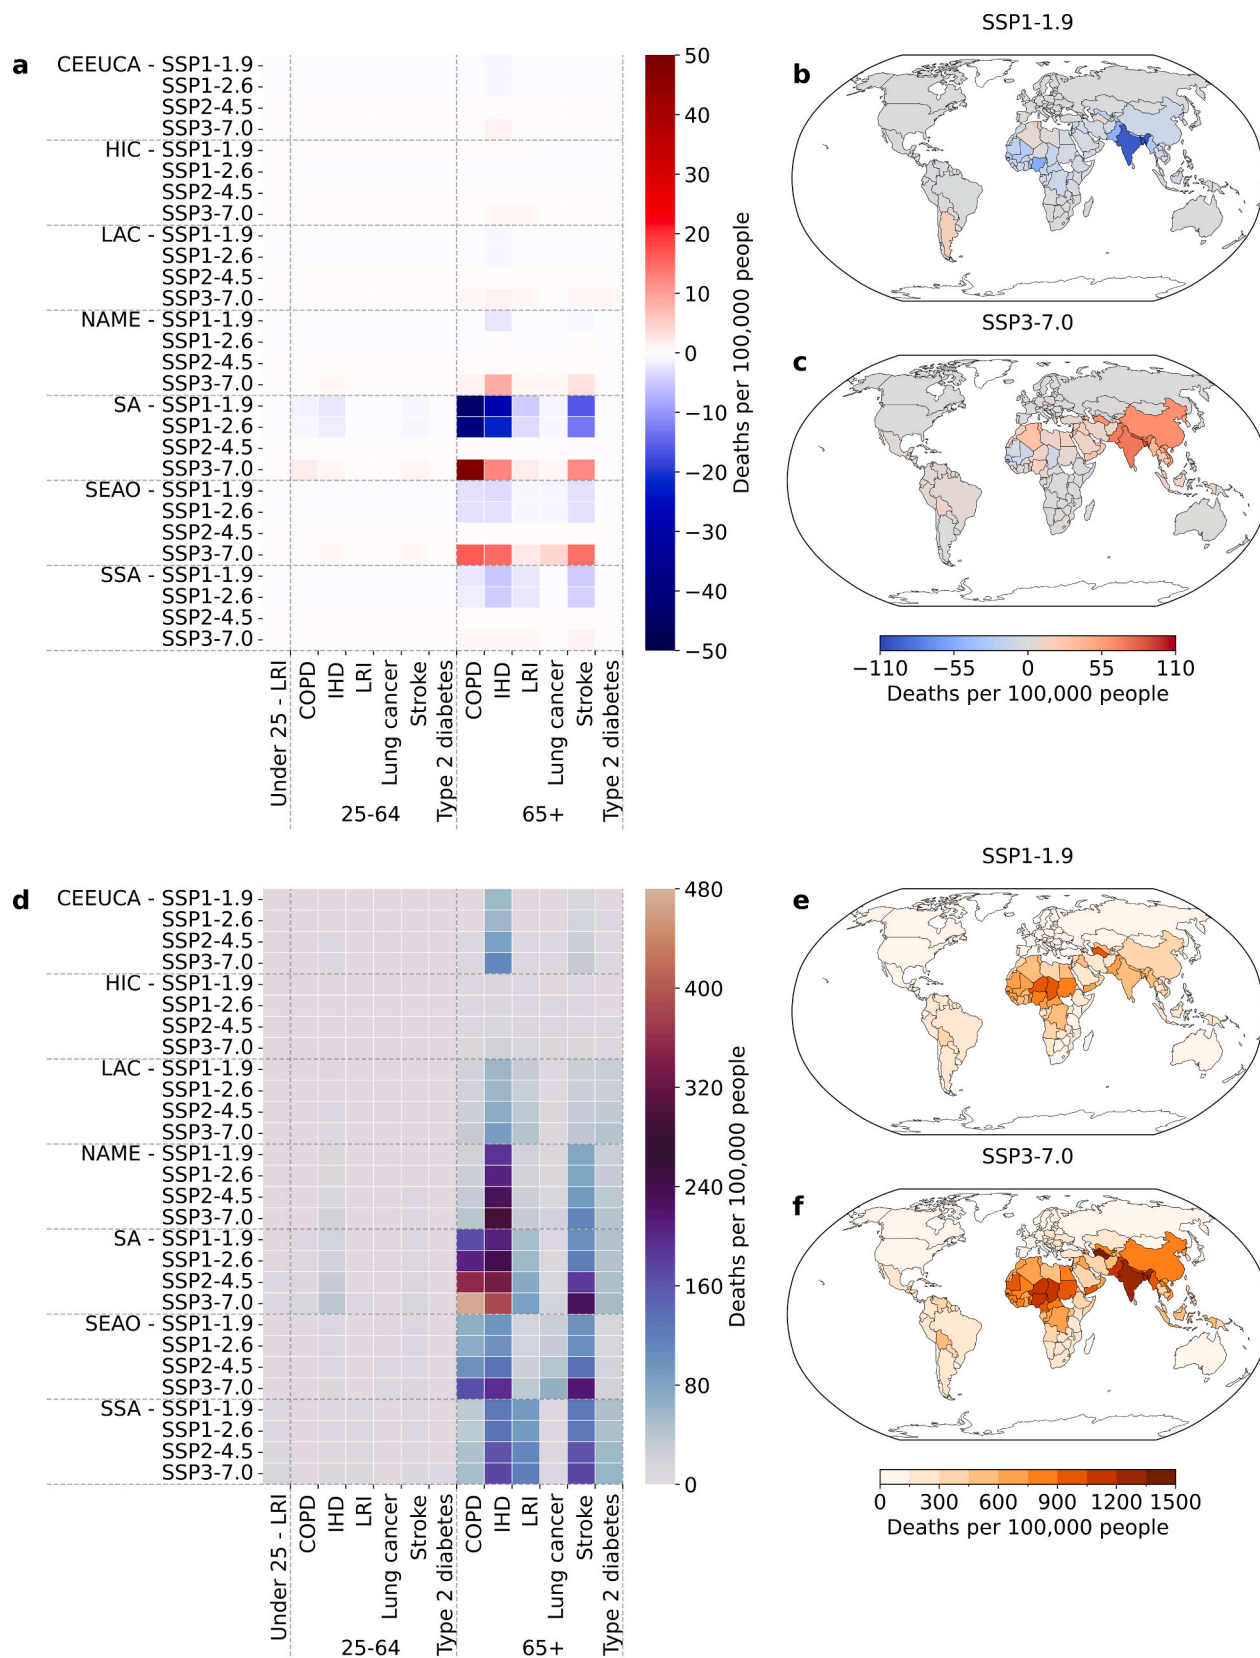 a
CEEUCA - SSP1-1.9
SSP1-2.6
SSP2-4.5
SSP3-7.0
HIC - SSP1-1.9
SSP1-2.6
SSP2-4.5
SSP3-7.0
LAC - SSP1-1.9
SSP1-2.6
SSP2-4.5
SSP3-7.0
NAME - SSP1-1.9
SSP1-2.6
SSP2-4.5
SSP3-7.0
SA - SSP1-1.9
SSP1-2.6
SSP2-4.5
SSP3-7.0
SEAO - SSP1-1.9
SSP1-2.6
SSP2-4.5
SSP3-7.0
SSA - SSP1-1.9
SSP1-2.6
SSP2-4.5
SSP3-7.0
Under 25 - LRI
COPD
IHD
LRI
Lung cancer
Stroke
Type 2 diabetes
COPD
IHD
LRI
Lung cancer
Stroke
Type 2 diabetes
25-64
65+
50
40
30
20
10
0
−10
−20
−30
−40
−50
Deaths per 100,000 people
SSP1-1.9
b
SSP3-7.0
c
−110 −55 0 55 110
Deaths per 100,000 people
d
CEEUCA - SSP1-1.9
SSP1-2.6
SSP2-4.5
SSP3-7.0
HIC - SSP1-1.9
SSP1-2.6
SSP2-4.5
SSP3-7.0
LAC - SSP1-1.9
SSP1-2.6
SSP2-4.5
SSP3-7.0
NAME - SSP1-1.9
SSP1-2.6
SSP2-4.5
SSP3-7.0
SA - SSP1-1.9
SSP1-2.6
SSP2-4.5
SSP3-7.0
SEAO - SSP1-1.9
SSP1-2.6
SSP2-4.5
SSP3-7.0
SSA - SSP1-1.9
SSP1-2.6
SSP2-4.5
SSP3-7.0
Under 25 - LRI
COPD
IHD
LRI
Lung cancer
Stroke
Type 2 diabetes
COPD
IHD
LRI
Lung cancer
Stroke
Type 2 diabetes
25-64
65+
480
400
320
240
160
80
0
Deaths per 100,000 people
SSP1-1.9
e
SSP3-7.0
f
0 300 600 900 1200 1500
Deaths per 100,000 people